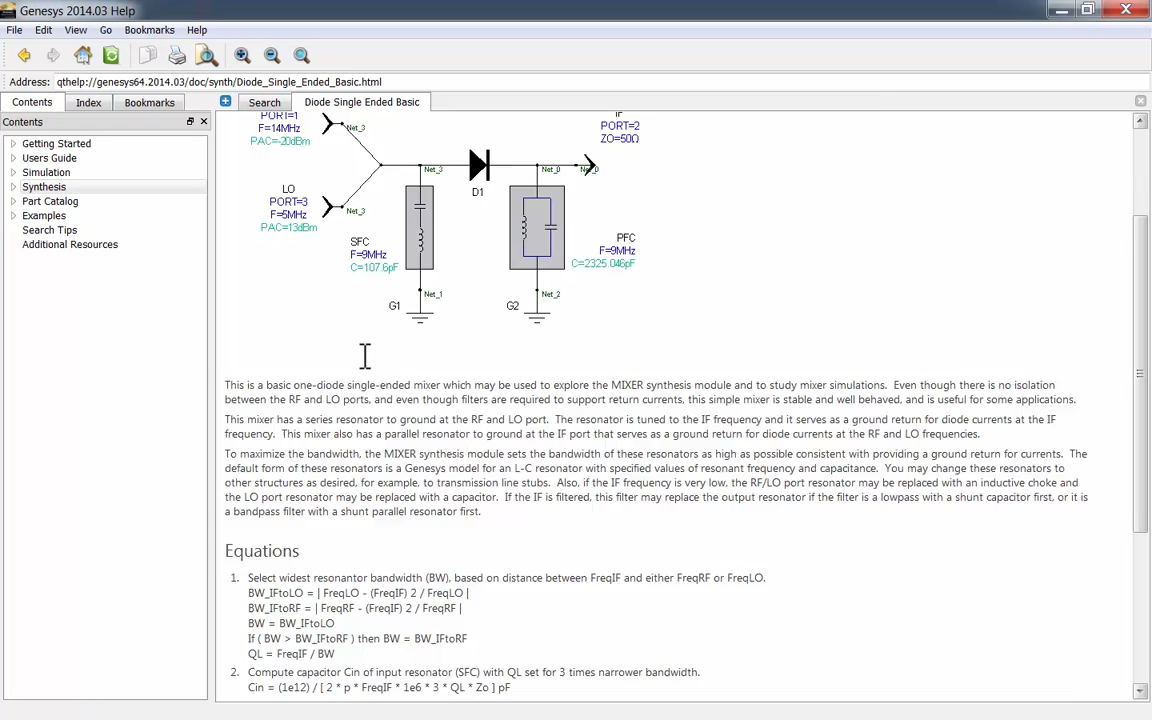 Genesys 2014.03 Help
File Edit View Go Bookmarks Help
Address: qthelp://genesys64.2014.03/doc/synth/Diode_Single_Ended_Basic.html
Contents Index Bookmarks
Search Diode Single Ended Basic
Contents
Getting Started
Users Guide
Simulation
Synthesis
Part Catalog
Examples
Search Tips
Additional Resources
PORT=1
F=14MHz
PAC=-20dBm
Net_3
IF
PORT=2
ZO=50Ω
Net_3
Net_0
Net_0
D1
LO
PORT=3
F=5MHz
PAC=13dBm
Net_3
SFC
F=9MHz
C=107.6pF
PFC
F=9MHz
C=2325.046pF
Net_1
Net_2
G1
G2
This is a basic one-diode single-ended mixer which may be used to explore the MIXER synthesis module and to study mixer simulations. Even though there is no isolation
between the RF and LO ports, and even though filters are required to support return currents, this simple mixer is stable and well behaved, and is useful for some applications.
This mixer has a series resonator to ground at the RF and LO port. The resonator is tuned to the IF frequency and it serves as a ground return for diode currents at the IF
frequency. This mixer also has a parallel resonator to ground at the IF port that serves as a ground return for diode currents at the RF and LO frequencies.
To maximize the bandwidth, the MIXER synthesis module sets the bandwidth of these resonators as high as possible consistent with providing a ground return for currents. The
default form of these resonators is a Genesys model for an L-C resonator with specified values of resonant frequency and capacitance. You may change these resonators to
other structures as desired, for example, to transmission line stubs. Also, if the IF frequency is very low, the RF/LO port resonator may be replaced with an inductive choke and
the LO port resonator may be replaced with a capacitor. If the IF is filtered, this filter may replace the output resonator if the filter is a lowpass with a shunt capacitor first, or it is
a bandpass filter with a shunt parallel resonator first.
Equations
1. Select widest resonantor bandwidth (BW), based on distance between FreqIF and either FreqRF or FreqLO.
BW_IFtoLO = | FreqLO - (FreqIF) 2 / FreqLO |
BW_IFtoRF = | FreqRF - (FreqIF) 2 / FreqRF |
BW = BW_IFtoLO
If ( BW > BW_IFtoRF ) then BW = BW_IFtoRF
QL = FreqIF / BW
2. Compute capacitor Cin of input resonator (SFC) with QL set for 3 times narrower bandwidth.
Cin = (1e12) / [ 2 * p * FreqIF * 1e6 * 3 * QL * Zo ] pF